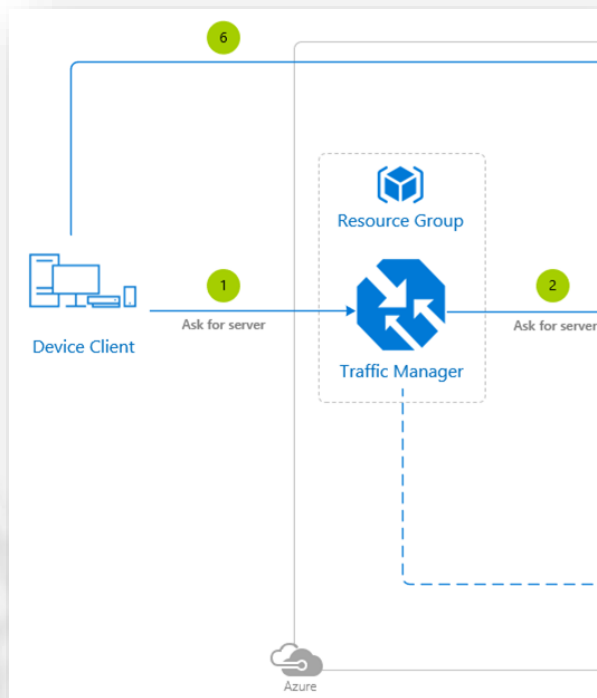 6
Resource Group
1
2
Ask for server
Ask for server
Device Client
Traffic Manager
Azure